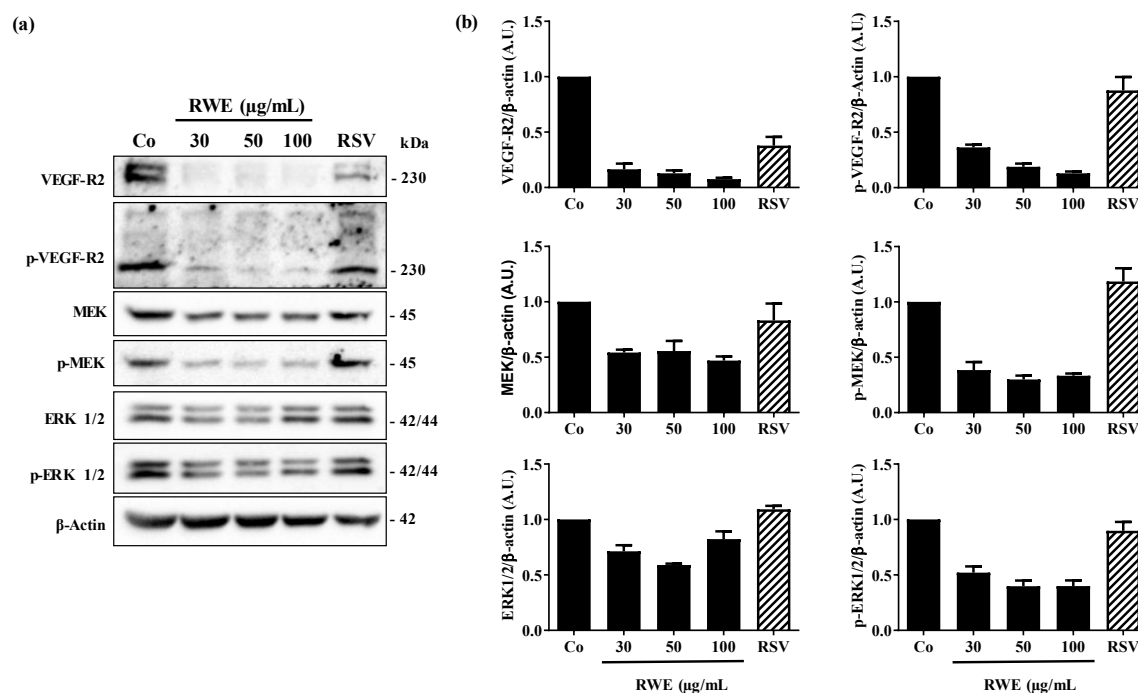 (a)
RWE (µg/mL)
Co 30 50 100 RSV kDa
VEGF-R2 - 230
p-VEGF-R2 - 230
MEK - 45
p-MEK - 45
ERK 1/2 - 42/44
p-ERK 1/2 - 42/44
β-Actin - 42
(b)
VEGF-R2/β-actin (A.U.)
1.5
1.0
0.5
0.0
Co 30 50 100 RSV
p-VEGF-R2/β-Actin (A.U.)
1.5
1.0
0.5
0.0
Co 30 50 100 RSV
MEK/β-actin (A.U.)
1.5
1.0
0.5
0.0
Co 30 50 100 RSV
p-MEK/β-actin (A.U.)
1.5
1.0
0.5
0.0
Co 30 50 100 RSV
ERK1/2/β-actin (A.U.)
1.5
1.0
0.5
0.0
Co 30 50 100 RSV
RWE (µg/mL
p-ERK1/2/β-actin (A.U.)
1.5
1.0
0.5
0.0
Co 30 50 100 RSV
RWE (µg/mL